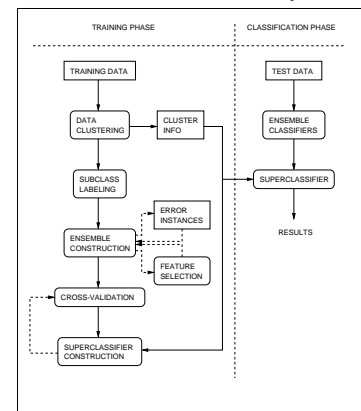 TRAINING PHASE
CLASSIFICATION PHASE
TRAINING DATA
TEST DATA
DATA
CLUSTERING
CLUSTER
INFO
ENSEMBLE
CLASSIFIERS
SUBCLASS
LABELING
SUPERCLASSIFIER
ERROR
INSTANCES
RESULTS
ENSEMBLE
CONSTRUCTION
FEATURE
SELECTION
CROSS-VALIDATION
SUPERCLASSIFIER
CONSTRUCTION